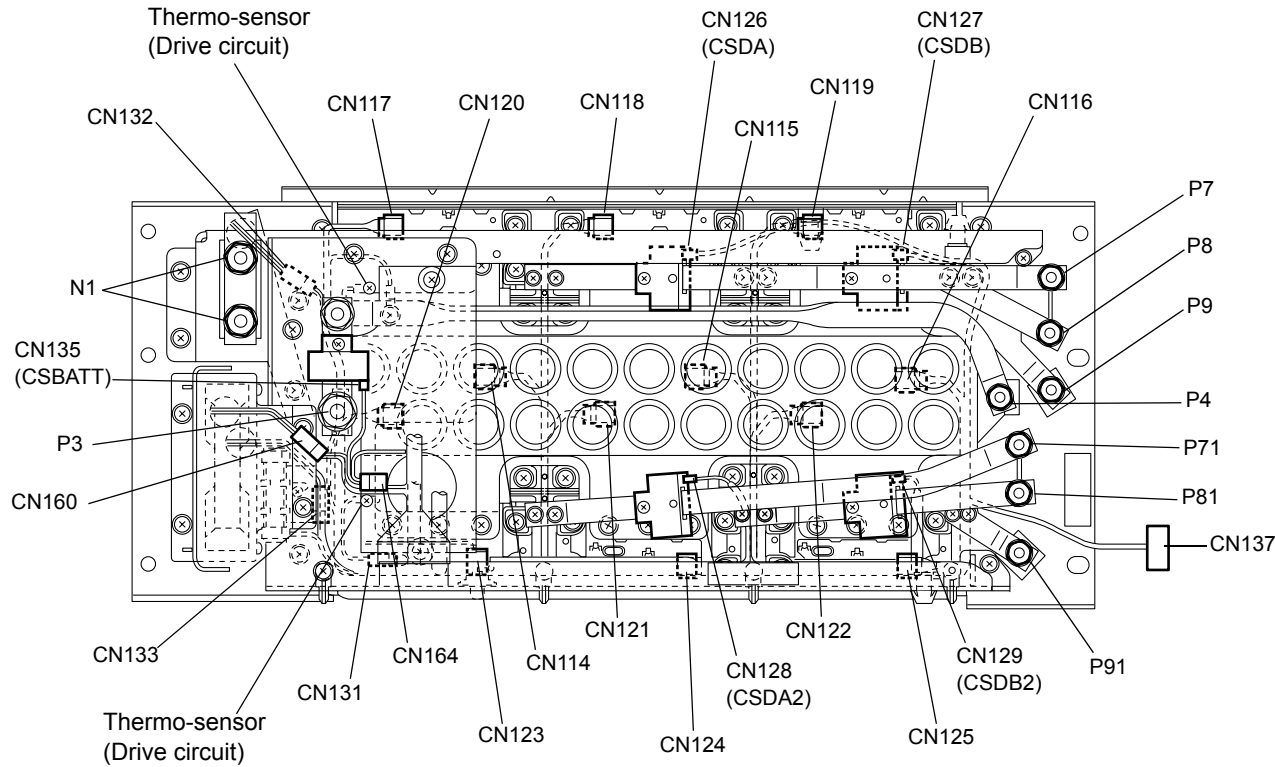 Thermo-sensor
(Drive circuit)
CN126
(CSDA)
CN127
(CSDB)
CN117
CN120
CN118
CN119
CN132
CN115
CN116
P7
P8
N1
P9
CN135
(CSBATT)
P4
P3
P71
CN160
P81
CN137
CN133
CN131
CN164
CN114
CN121
CN122
CN128
(CSDA2)
CN129
(CSDB2)
P91
Thermo-sensor
(Drive circuit)
CN123
CN124
CN125